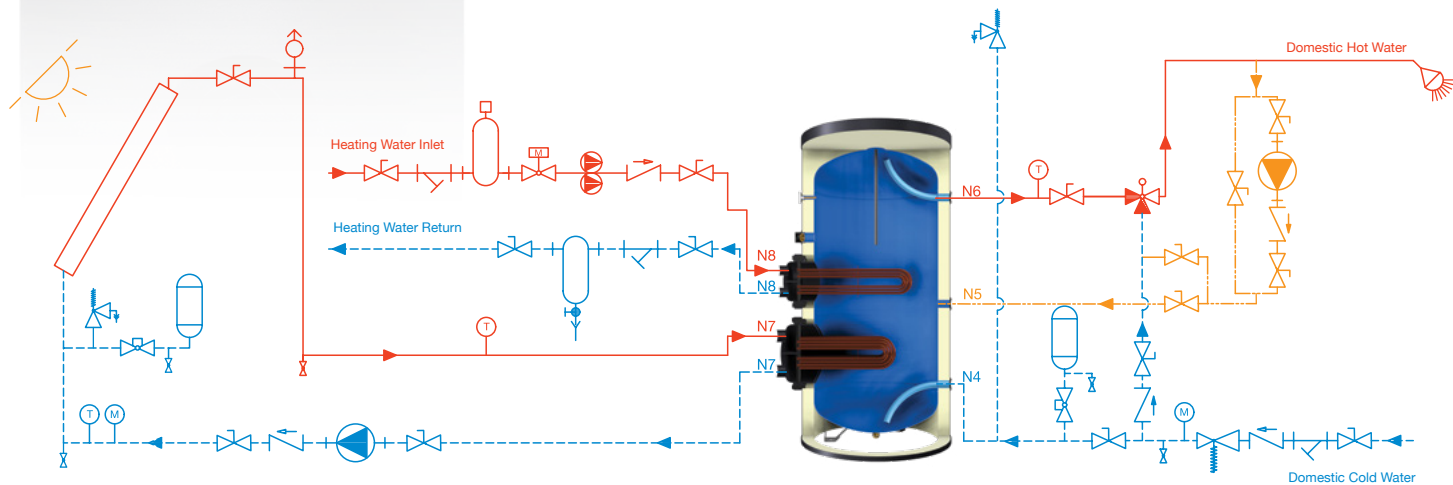 Domestic Hot Water
Heating Water Inlet
M
T
N6
Heating Water Return
N8
N8
N5
T
N7
N7
N4
T
M
M
Domestic Cold Water